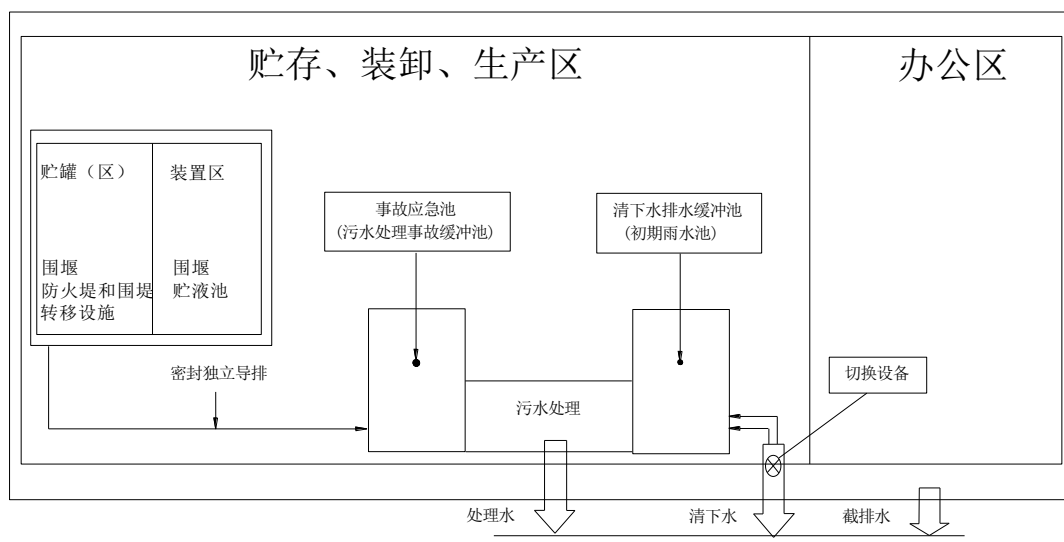 贮存、装卸、生产区
办公区
贮罐（区）
装置区
事故应急池
(污水处理事故缓冲池)
清下水排水缓冲池
(初期雨水池)
围堰
防火堤和围堤
转移设施
围堰
贮液池
密封独立导排
切换设备
污水处理
处理水
清下水
截排水